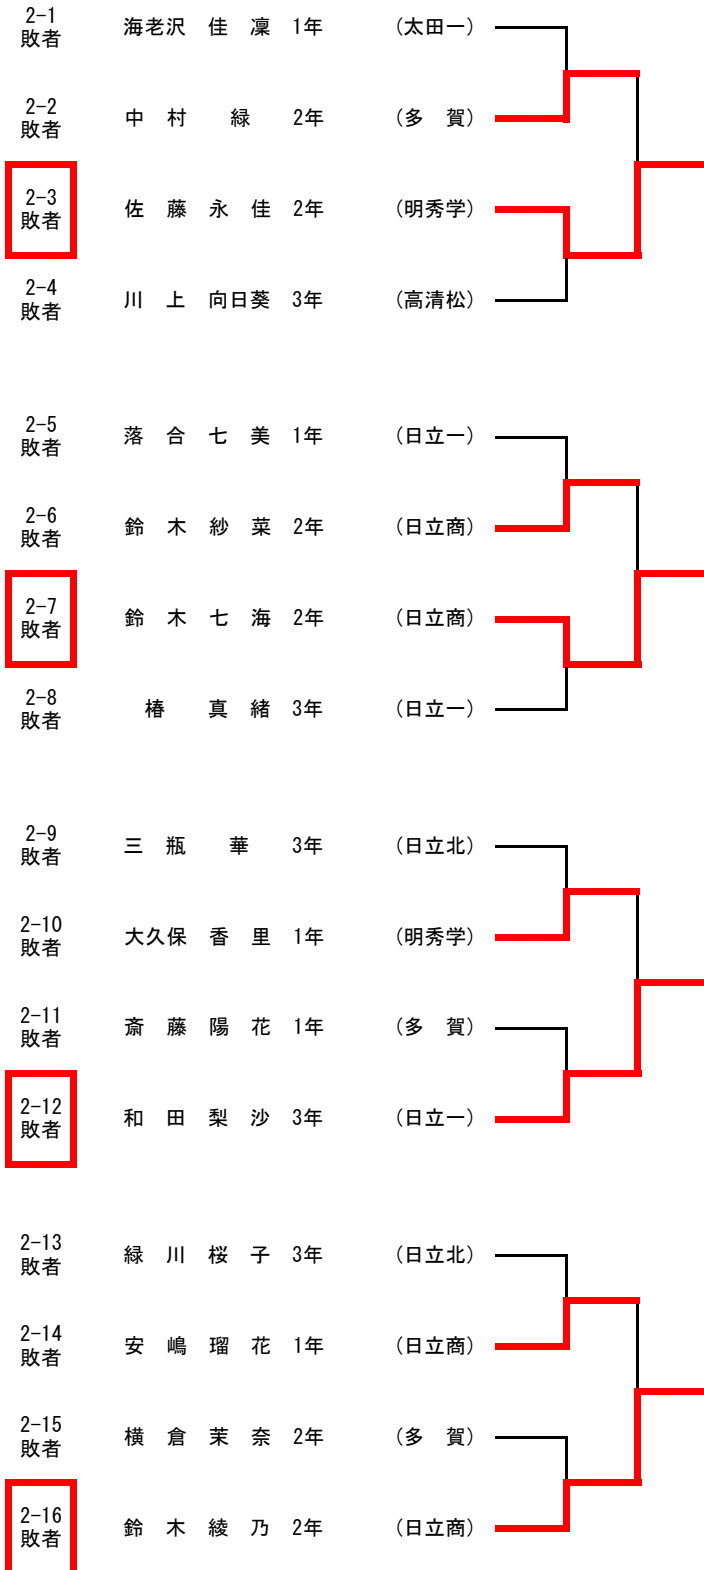 2-1
敗者 海老沢 佳 凜 1年 (太田一)
2-2
敗者 中 村 緑 2年 (多 賀)
2-3
敗者 佐 藤 永 佳 2年 (明秀学)
2-4
敗者 川 上 向日葵 3年 (高清松)
2-5
敗者 落 合 七 美 1年 (日立一)
2-6
敗者 鈴 木 紗 菜 2年 (日立商)
2-7
敗者 鈴 木 七 海 2年 (日立商)
2-8
敗者 椿 真 緒 3年 (日立一)
2-9
敗者 三 瓶 華 3年 (日立北)
2-10
敗者 大久保 香 里 1年 (明秀学)
2-11
敗者 斎 藤 陽 花 1年 (多 賀)
2-12
敗者 和 田 梨 沙 3年 (日立一)
2-13
敗者 緑 川 桜 子 3年 (日立北)
2-14
敗者 安 嶋 瑠 花 1年 (日立商)
2-15
敗者 横 倉 茉 奈 2年 (多 賀)
2-16
敗者 鈴 木 綾 乃 2年 (日立商)